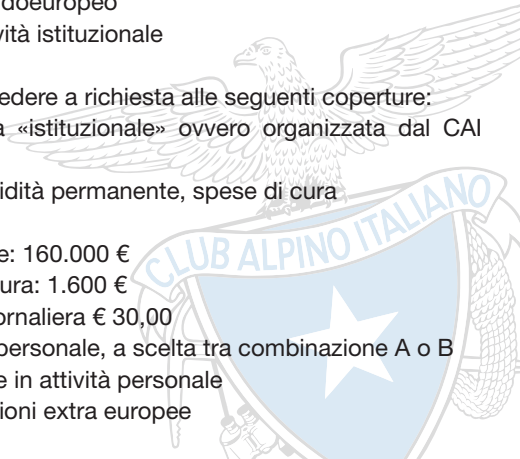 doeuropeo
vità istituzionale
edere a richiesta alle seguenti coperture:
a «istituzionale» ovvero organizzata dal CAI
idità permanente, spese di cura
e: 160.000 €
ura: 1.600 €
ornaliera € 30,00
personale, a scelta tra combinazione A o B
e in attività personale
ioni extra europee
CLUB ALPINO ITALIANO